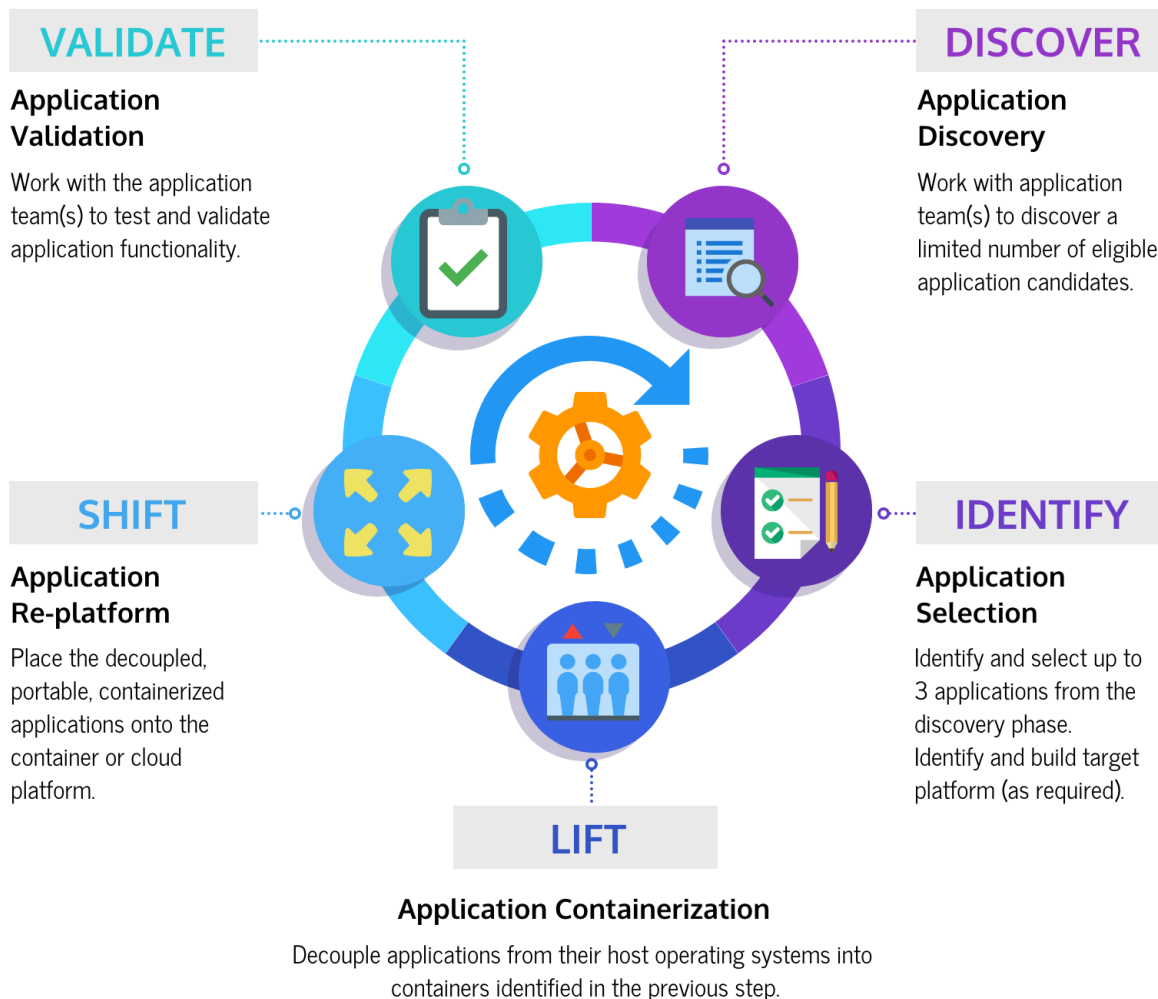 VALIDATE
Application
Validation
Work with the application
team(s) to test and validate
application functionality.
DISCOVER
Application
Discovery
Work with application
team(s) to discover a
limited number of eligible
application candidates.
SHIFT
Application
Re-platform
Place the decoupled,
portable, containerized
applications onto the
container or cloud
platform.
IDENTIFY
Application
Selection
Identify and select up to
3 applications from the
discovery phase.
Identify and build target
platform (as required).
LIFT
Application Containerization
Decouple applications from their host operating systems into
containers identified in the previous step.